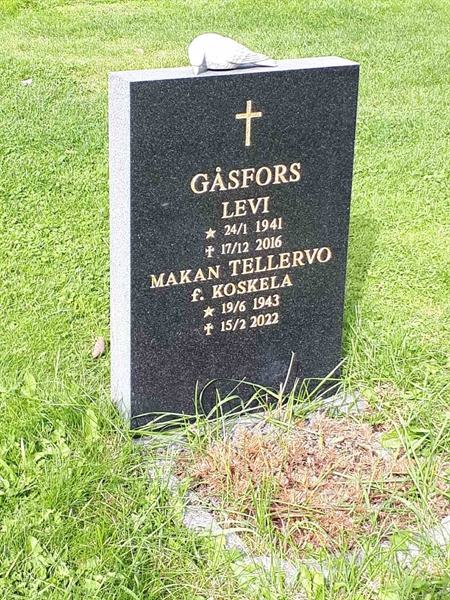 GÅSFORS
LEVI
★ 24/1 1941
✝ 17/12 2016
MAKAN TELLERVO
f. KOSKELA
★ 19/6 1943
✝ 15/2 2022